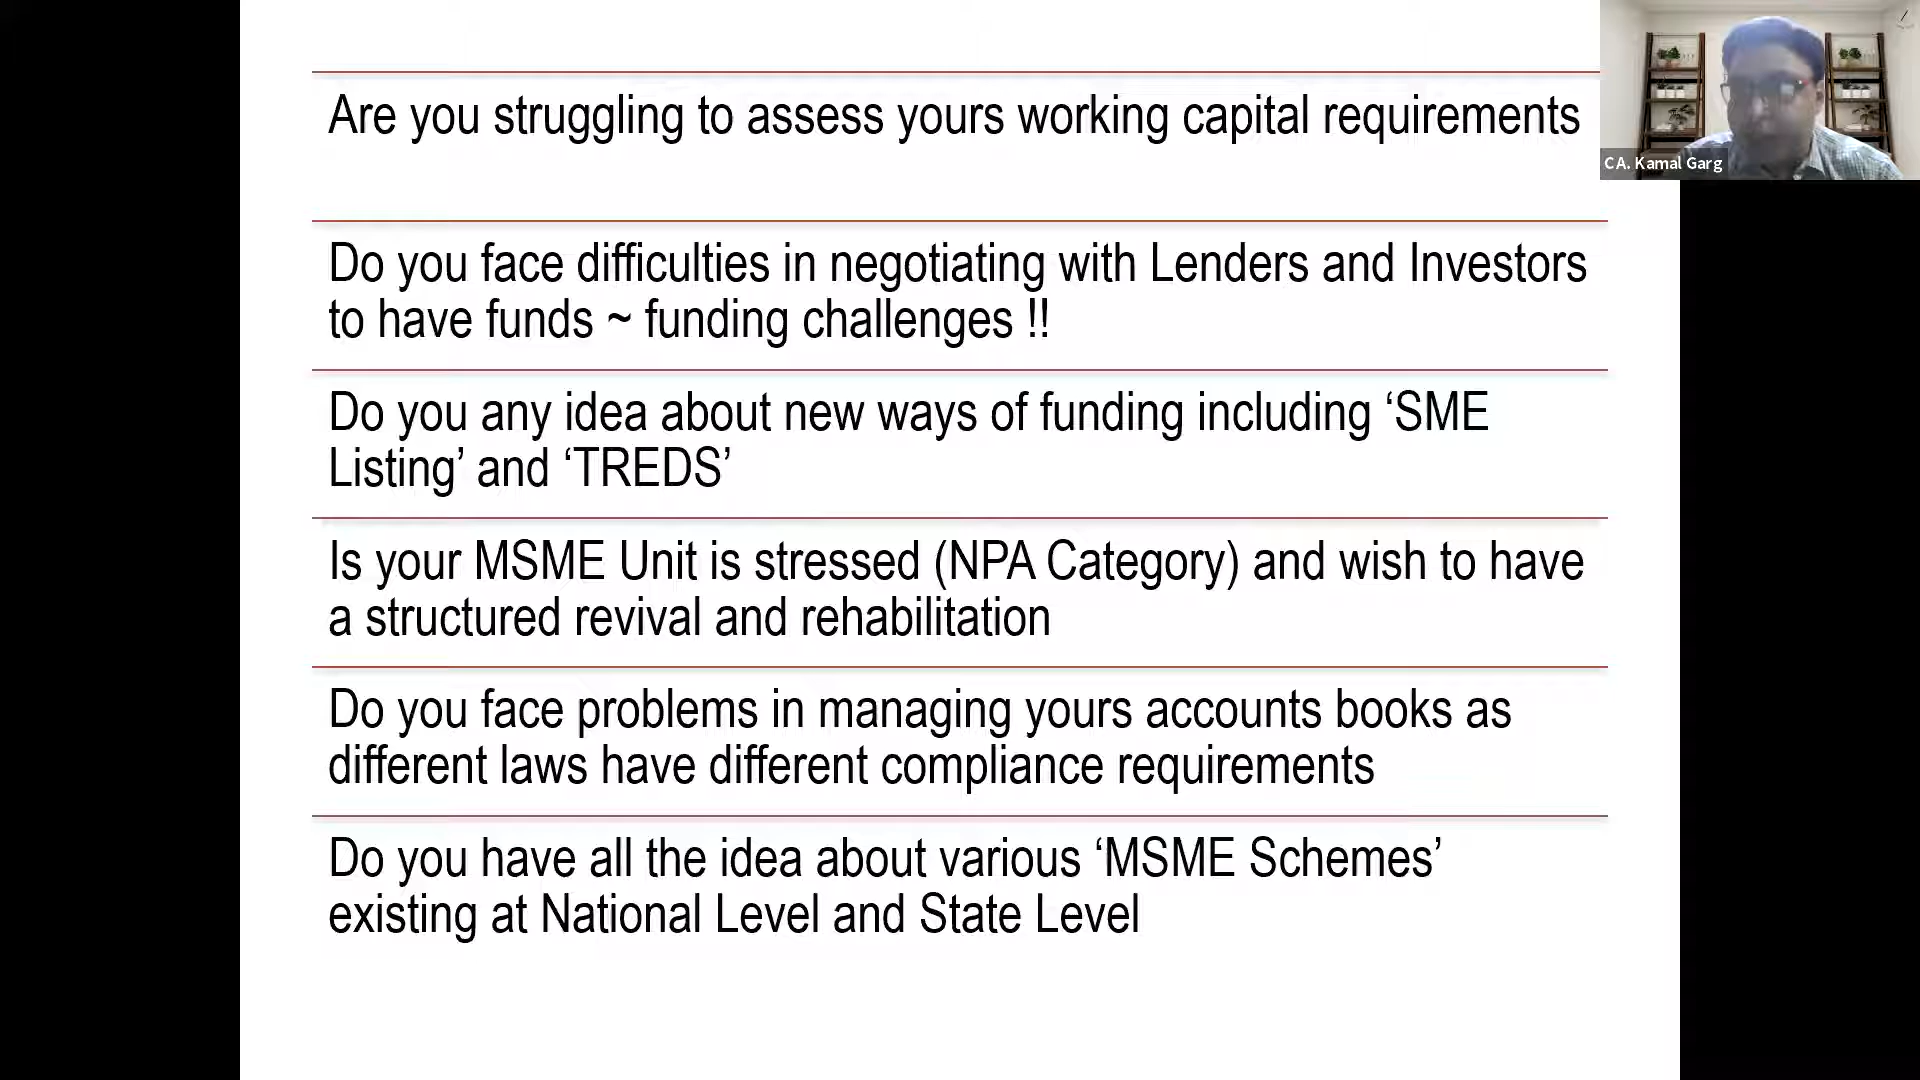 Are you struggling to assess yours working capital requirements
CA. Kamal Garg
Do you face difficulties in negotiating with Lenders and Investors
to have funds ~ funding challenges !!
Do you any idea about new ways of funding including ‘SME
Listing’ and ‘TREDS’
Is your MSME Unit is stressed (NPA Category) and wish to have
a structured revival and rehabilitation
Do you face problems in managing yours accounts books as
different laws have different compliance requirements
Do you have all the idea about various ‘MSME Schemes’
existing at National Level and State Level